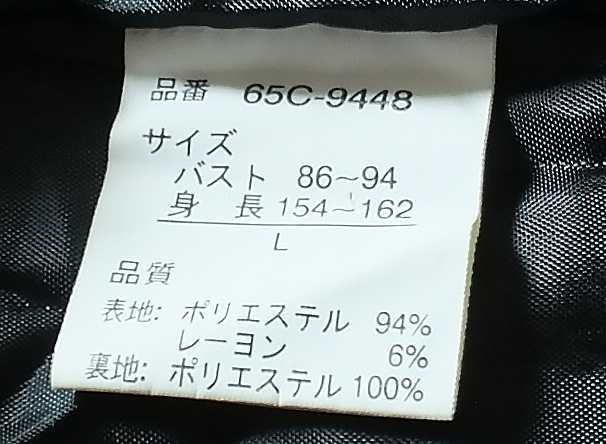 品番 65C-9448
サイズ
バスト 86~94
身 長 154~162
L
品質
表地: ポリエステル 94%
レーヨン 6%
裏地: ポリエステル 100%